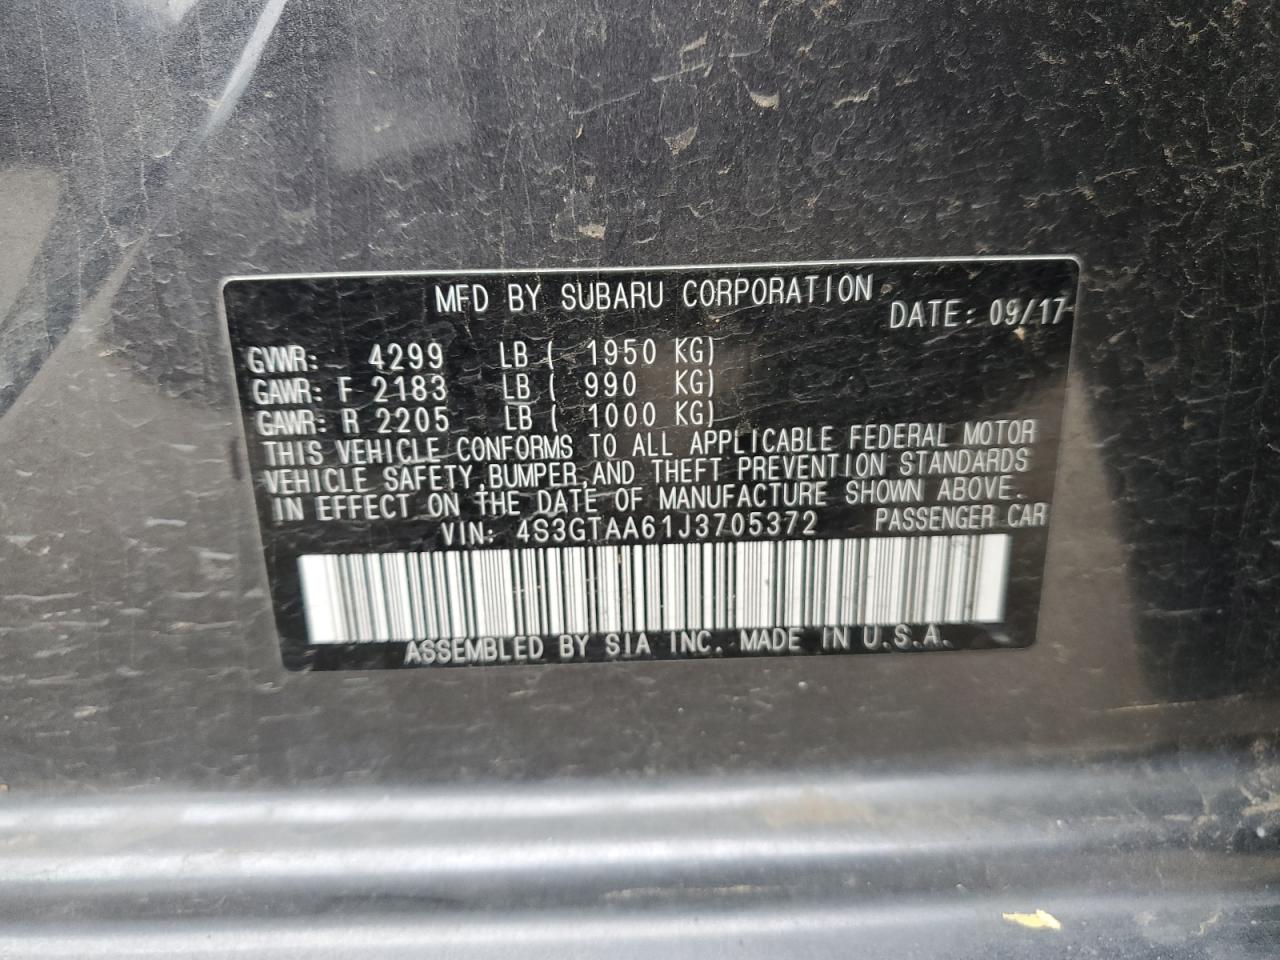 MFD BY SUBARU CORPORATION
DATE: 09/17
GVWR: 4299 LB ( 1950 KG)
GAWR: F 2183 LB ( 990 KG)
GAWR: R 2205 LB ( 1000 KG)
THIS VEHICLE CONFORMS TO ALL APPLICABLE FEDERAL MOTOR
VEHICLE SAFETY,BUMPER,AND THEFT PREVENTION STANDARDS
IN EFFECT ON THE DATE OF MANUFACTURE SHOWN ABOVE.
VIN: 4S3GTAA61J3705372 PASSENGER CAR
ASSEMBLED BY SIA INC. MADE IN U.S.A.